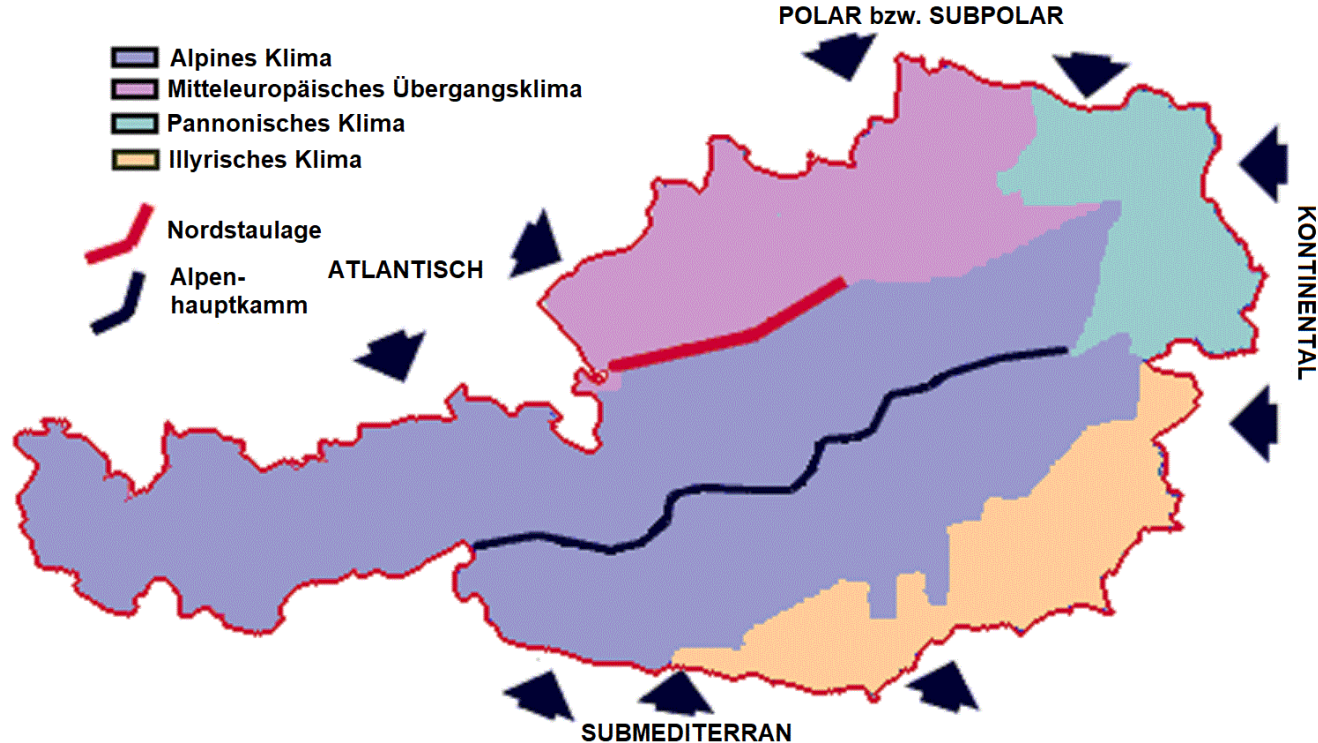 POLAR bzw. SUBPOLAR
Alpines Klima
Mitteleuropäisches Übergangsklima
Pannonisches Klima
Illyrisches Klima
Nordstaulage
Alpen-
hauptkamm
ATLANTISCH
KONTINENTAL
SUBMEDITERRAN